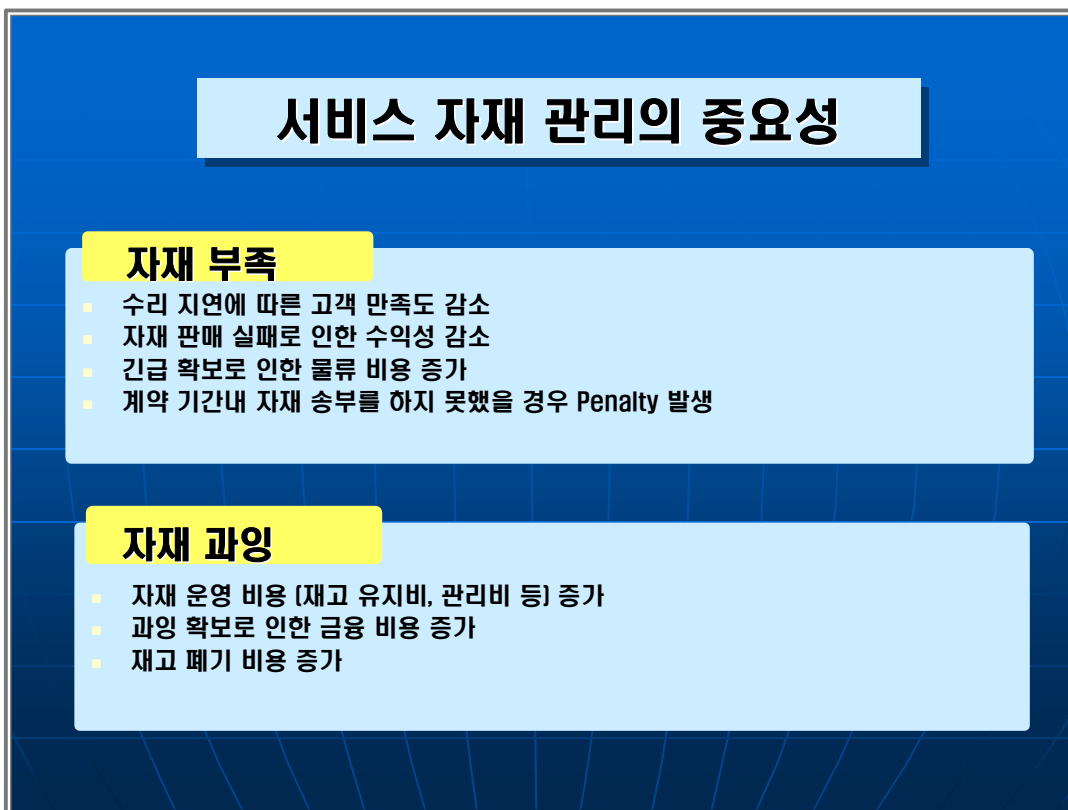 서비스 자재 관리의 중요성
자재 부족
수리 지연에 따른 고객 만족도 감소
자재 판매 실패로 인한 수익성 감소
긴급 확보로 인한 물류 비용 증가
계약 기간내 자재 송부를 하지 못했을 경우 Penalty 발생
자재 과잉
자재 운영 비용 (재고 유지비, 관리비 등) 증가
과잉 확보로 인한 금융 비용 증가
재고 폐기 비용 증가